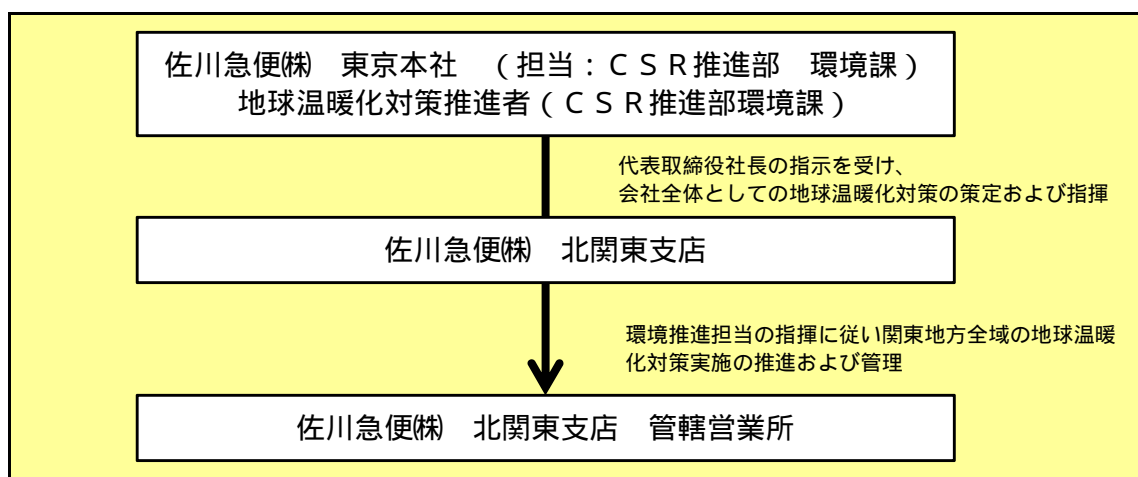 佐川急便㈱　東京本社　（担当：ＣＳＲ推進部　環境課）
地球温暖化対策推進者（ＣＳＲ推進部環境課）
代表取締役社長の指示を受け、
会社全体としての地球温暖化対策の策定および指揮
佐川急便㈱　北関東支店
環境推進担当の指揮に従い関東地方全域の地球温暖
化対策実施の推進および管理
佐川急便㈱　北関東支店　管轄営業所